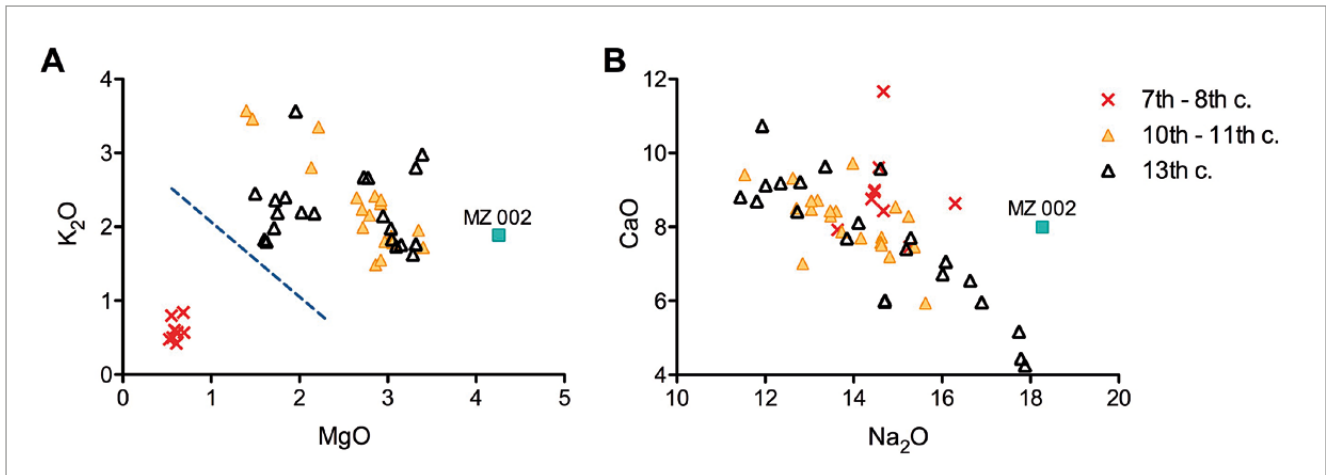 A
K₂O
4
3
2
1
0
0 1 2 3 4 5
MgO
MZ 002
B
CaO
12
10
8
6
4
10 12 14 16 18 20
Na₂O
MZ 002
7th - 8th c.
10th - 11th c.
13th c.